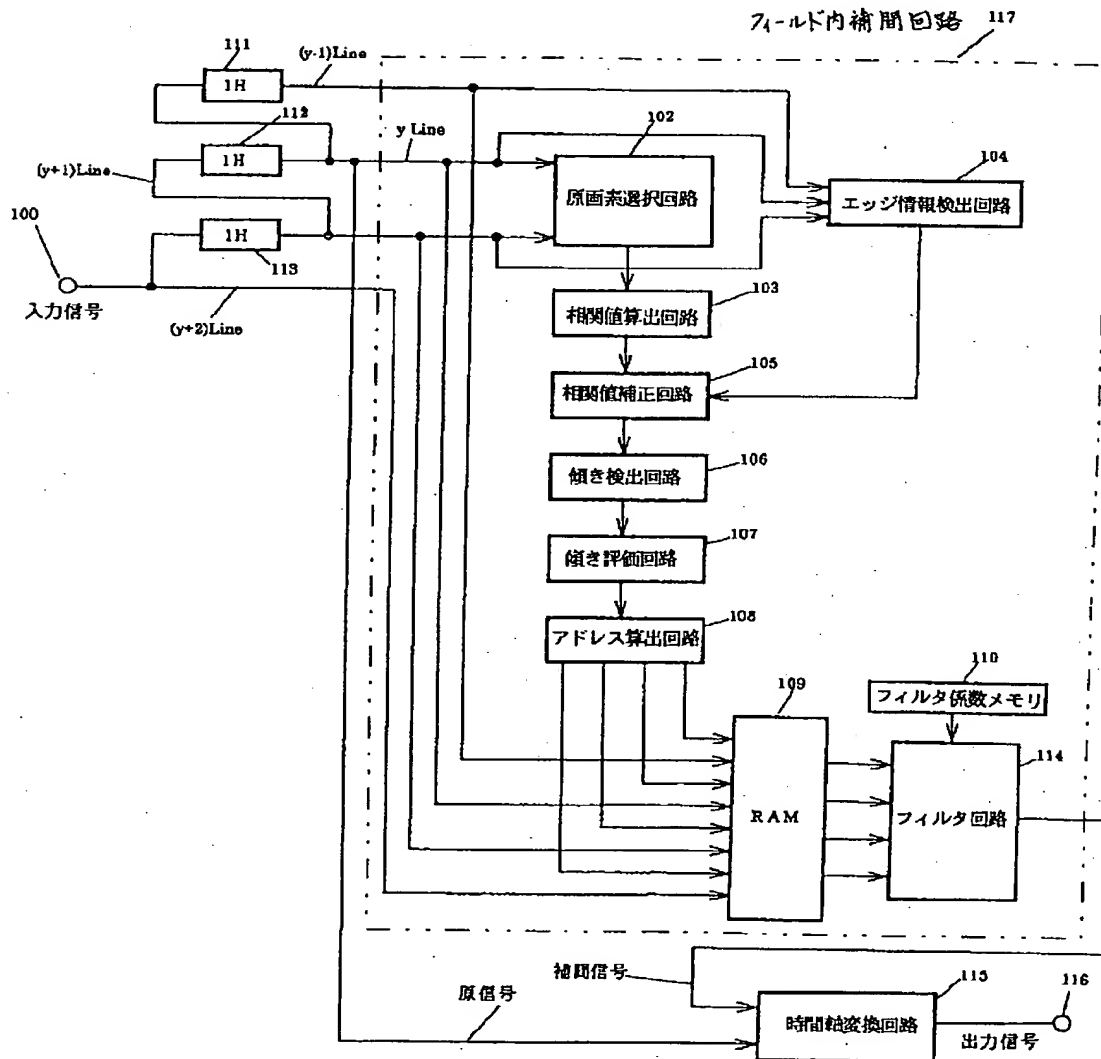 フィールド内補間回路
117
111
(y-1)Line
1H
112
y Line
102
1H
原画素選択回路
104
エッジ情報検出回路
(y+1)Line
100
1H
113
入力信号
(y+2)Line
103
相関値算出回路
105
相関値補正回路
106
傾き検出回路
107
傾き評価回路
108
アドレス算出回路
109
RAM
110
フィルタ係数メモリ
114
フィルタ回路
補間信号
原信号
115
時間軸変換回路
116
出力信号